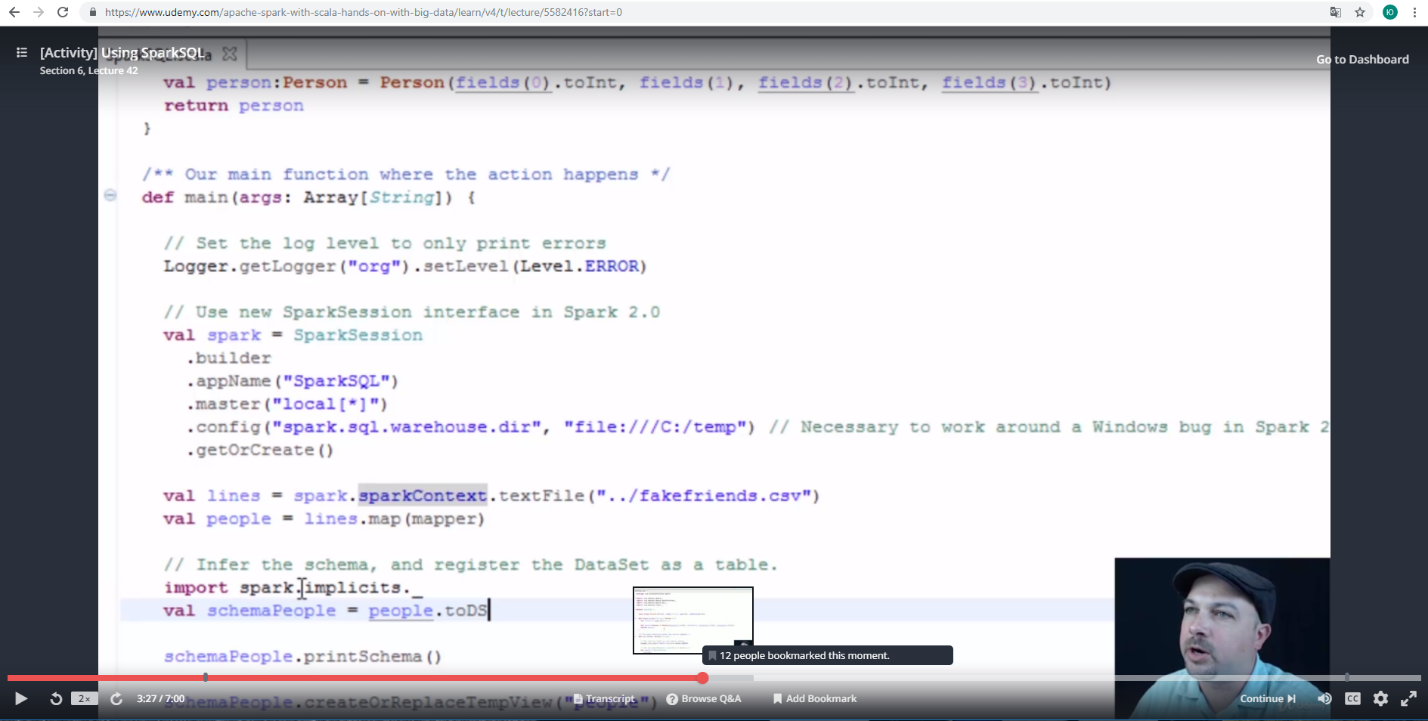 https://www.udemy.com/apache-spark-with-scala-hands-on-with-big-data/learn/v4/t/lecture/5582416?start=0
[Activity] Using SparkSQL
Section 6, Lecture 42
Go to Dashboard
val person:Person = Person(fields(0).toInt, fields(1), fields(2).toInt, fields(3).toInt)
return person
}
/** Our main function where the action happens */
def main(args: Array[String]) {
// Set the log level to only print errors
Logger.getLogger("org").setLevel(Level.ERROR)
// Use new SparkSession interface in Spark 2.0
val spark = SparkSession
.builder
.appName("SparkSQL")
.master("local[*]")
.config("spark.sql.warehouse.dir", "file:///C:/temp") // Necessary to work around a Windows bug in Spark 2
.getOrCreate()
val lines = spark.sparkContext.textFile("../fakefriends.csv")
val people = lines.map(mapper)
// Infer the schema, and register the DataSet as a table.
import spark.implicits._
val schemaPeople = people.toDS
schemaPeople.printSchema()
12 people bookmarked this moment.
schemaPeople.createOrReplaceTempView("people")
2x
3:27 / 7:00
Transcript
Browse Q&A
Add Bookmark
Continue
CC